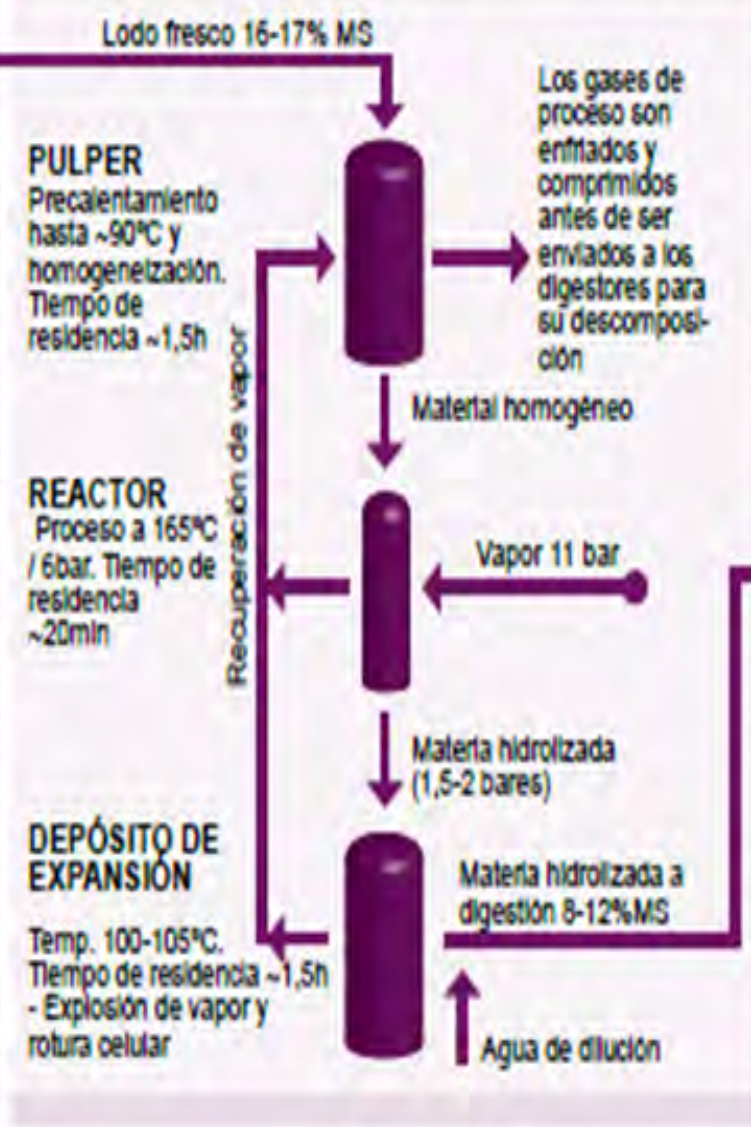 Lodo fresco 16-17% MS
PULPER
Precalentamiento
hasta ~90ºC y
homogeneización.
Tiempo de
residencia ~1,5h
Los gases de
proceso son
enfriados y
comprimidos
antes de ser
enviados a los
digestores para
su descomposi-
ción
Recuperación de vapor
Material homogéneo
REACTOR
Proceso a 165ºC
/ 6bar. Tiempo de
residencia
~20min
Vapor 11 bar
Materia hidrolizada
(1,5-2 bares)
DEPÓSITO DE
EXPANSIÓN
Temp. 100-105ºC.
Tiempo de residencia ~1,5h
- Explosión de vapor y
rotura celular
Materia hidrolizada a
digestión 8-12%MS
Agua de dilución